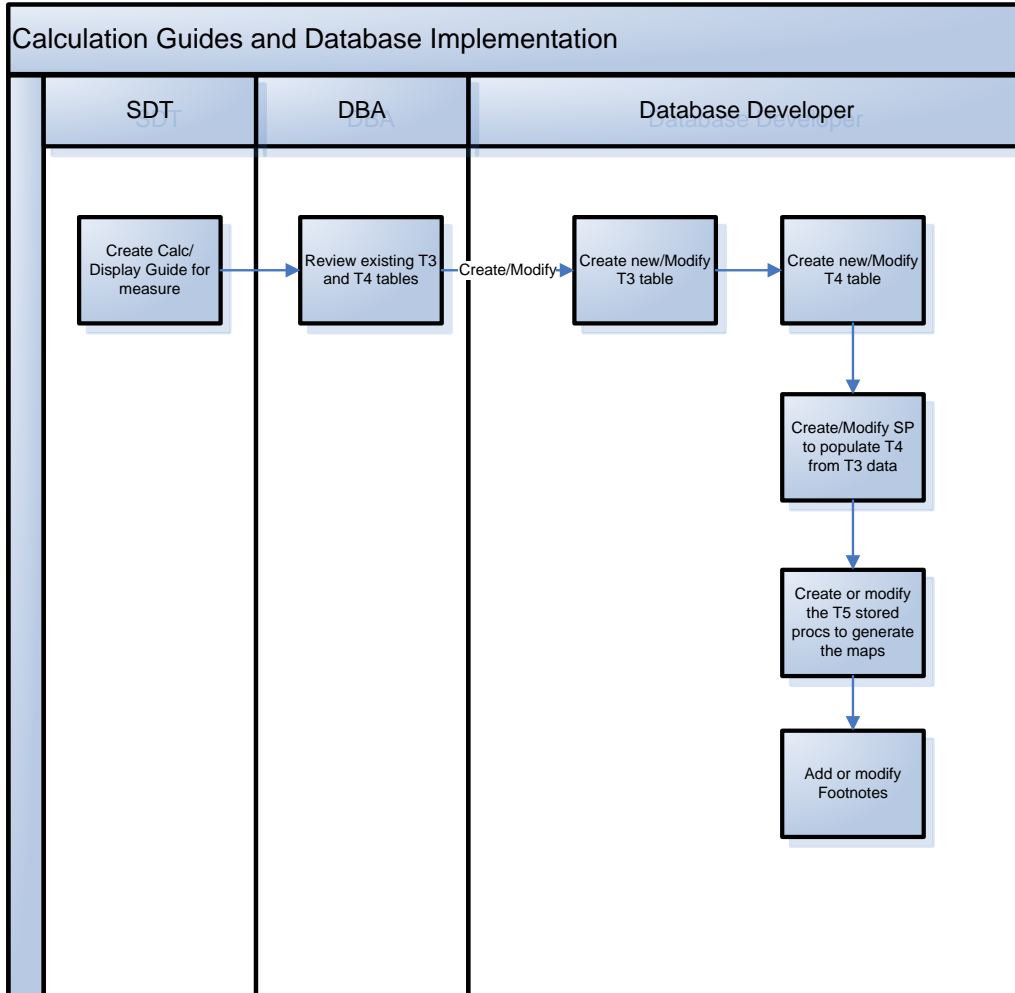 Calculation Guides and Database Implementation
SDT
DBA
Database Developer
Create Calc/
Display Guide for
measure
Review existing T3
and T4 tables
Create/Modify
Create new/Modify
T3 table
Create new/Modify
T4 table
Create/Modify SP
to populate T4
from T3 data
Create or modify
the T5 stored
procs to generate
the maps
Add or modify
Footnotes